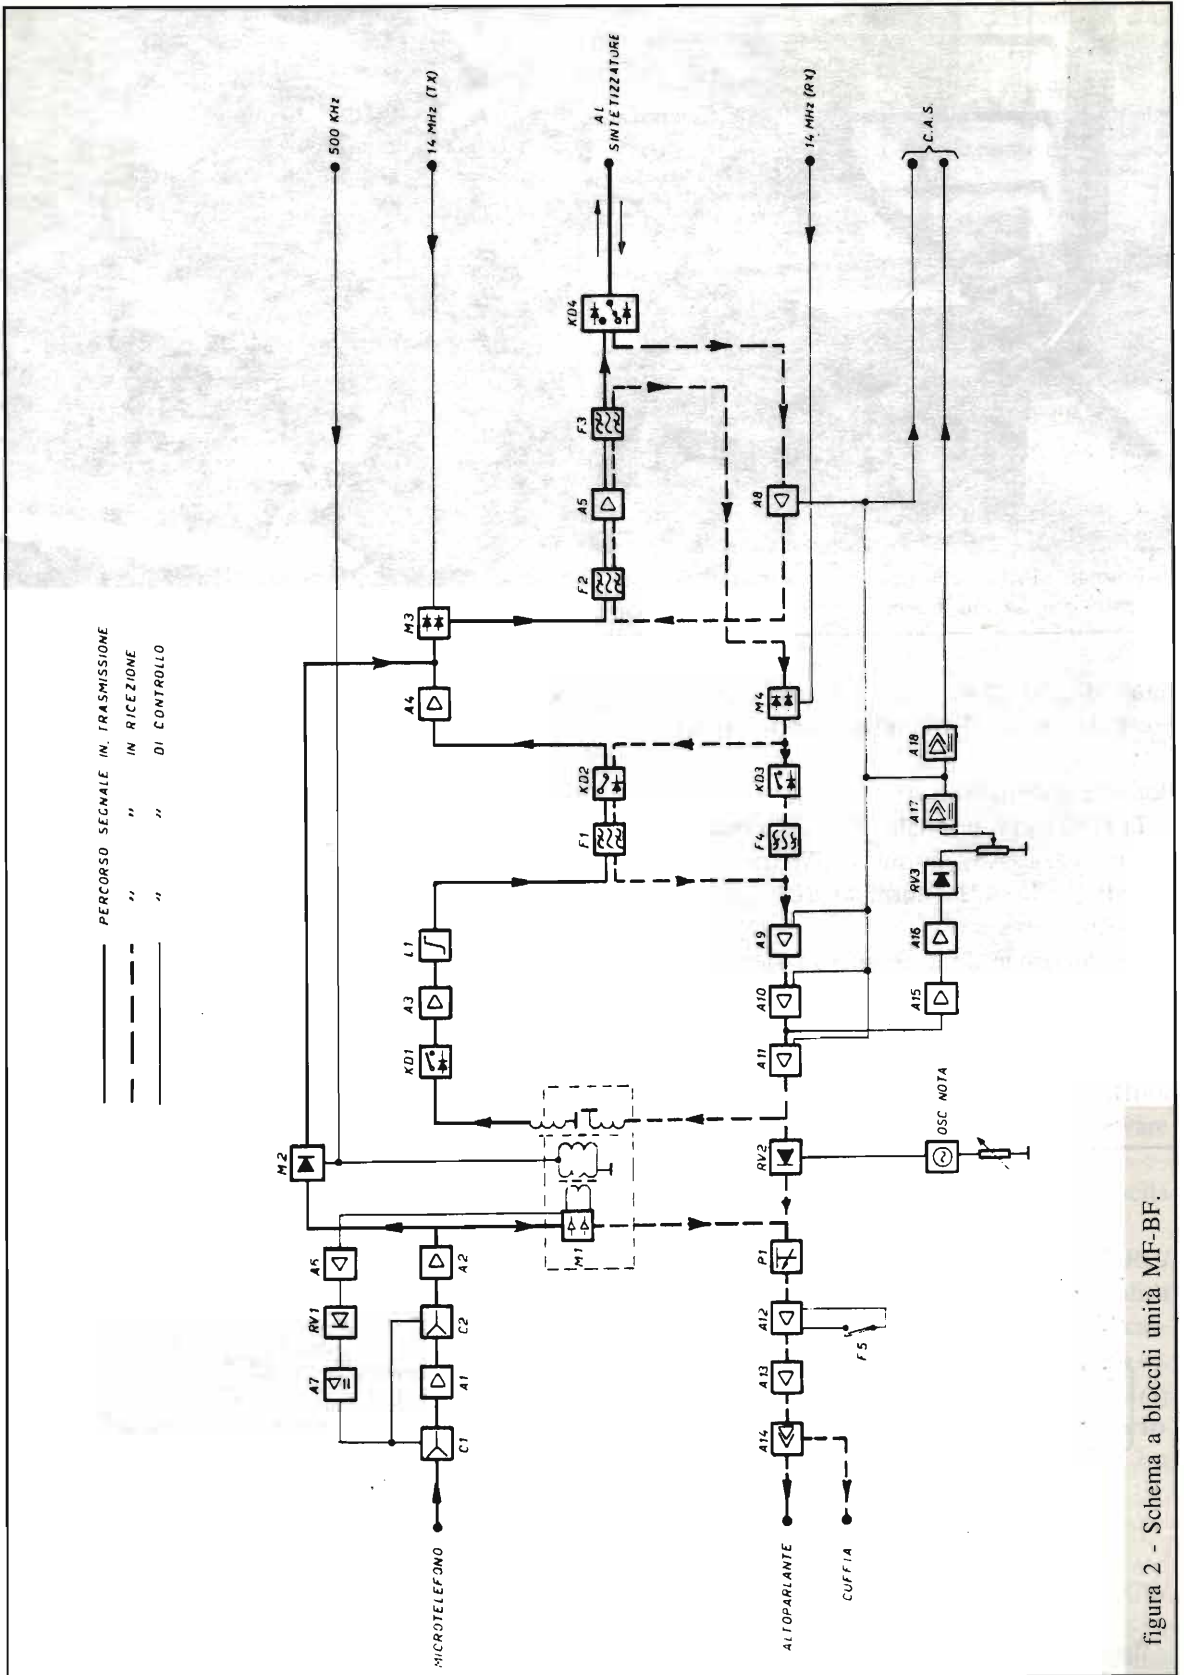 PERCORSO SEGNALE IN TRASMISSIONE
" " IN RICEZIONE
" " DI CONTROLLO
500 KHz
14 MHz (TX)
AL
SINTETIZZATORE
14 MHz (RX)
C.A.S.
M2
A7
RV1
A6
C1
A1
C2
A2
KD1
A3
L1
A4
M3
M1
F1
KD2
F2
A5
F3
KD4
A14
A13
A12
F5
P1
RV2
A11
A10
A9
F4
KD3
M4
A8
OSC NOTA
A15
A16
RV3
A17
A18
MICROTELEFONO
ALTOPARLANTE
CUFFIA
figura 2 - Schema a blocchi unità MF-BF.